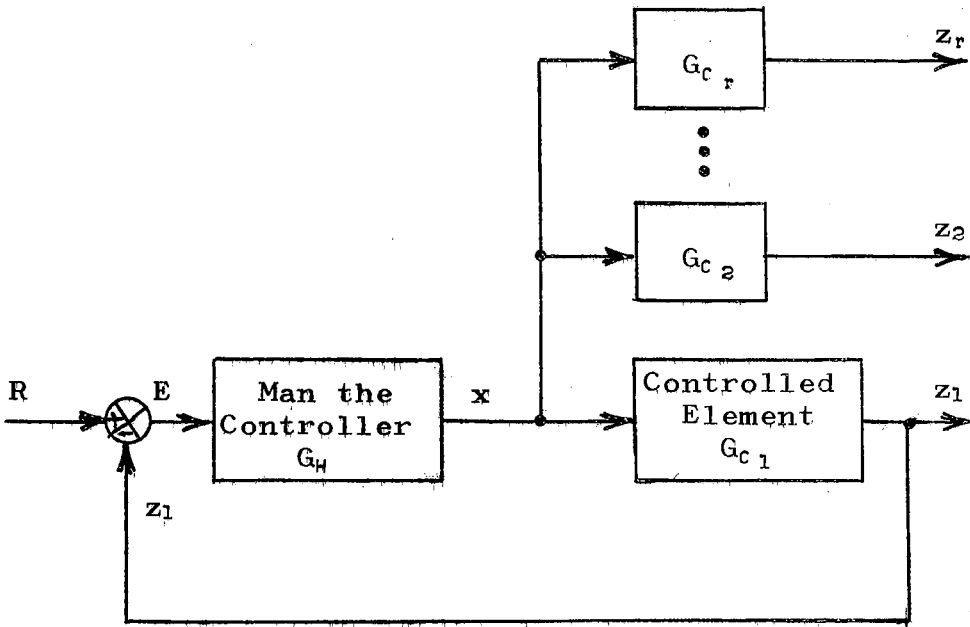 zr
GC r
z2
GC 2
R
E
Man the
Controller
GH
x
Controlled
Element
GC 1
z1
z1